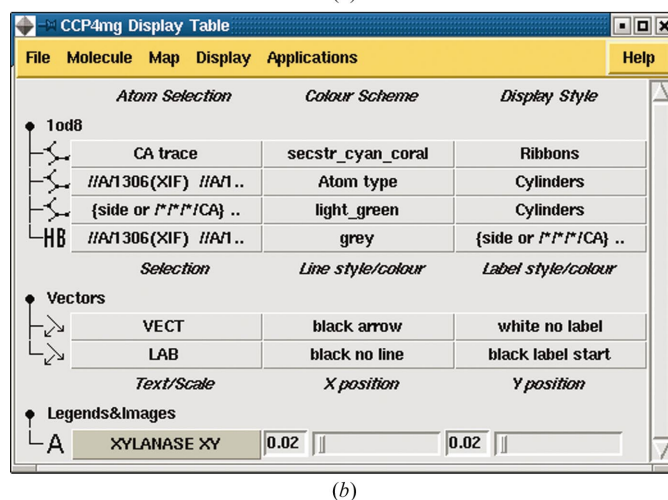 CCP4mg Display Table
File Molecule Map Display Applications Help
Atom Selection Colour Scheme Display Style
1od8
CA trace secstr_cyan_coral Ribbons
//A/1306(XIF) //A/1.. Atom type Cylinders
{side or /*/*/*/CA} .. light_green Cylinders
HB //A/1306(XIF) //A/1.. grey {side or /*/*/*/CA} ..
Selection Line style/colour Label style/colour
Vectors
VECT black arrow white no label
LAB black no line black label start
Text/Scale X position Y position
Legends&Images
A XYLANASE XY 0.02 0.02
(b)